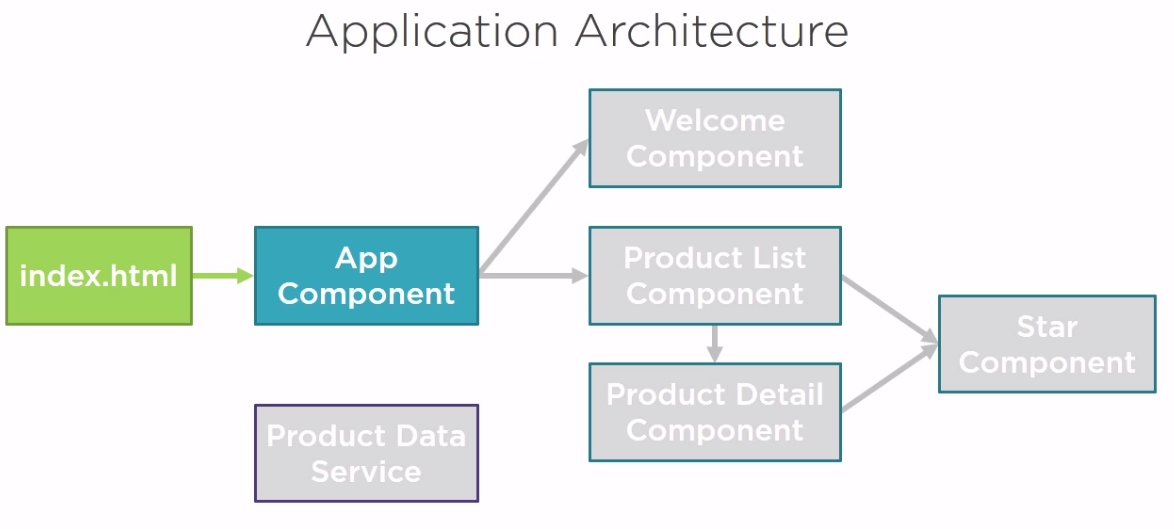 Application Architecture
Welcome
Component
index.html
App
Component
Product List
Component
Star
Component
Product Detail
Component
Product Data
Service